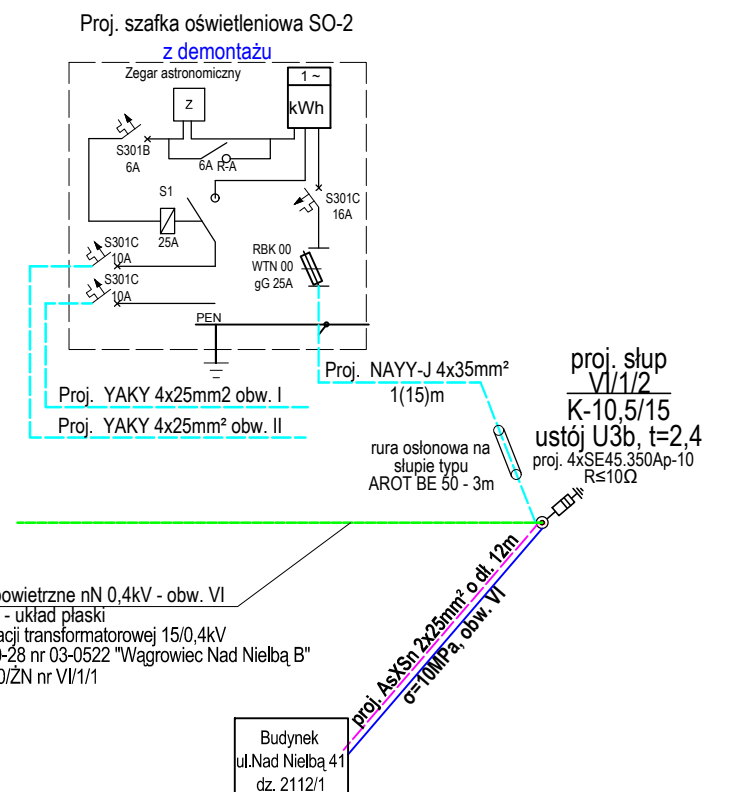 Proj. szafka oświetleniowa SO-2
z demontażu
Zegar astronomiczny
1 ~
kWh
Z
S301B
6A
6A R-A
S1
25A
S301C
16A
S301C
10A
S301C
10A
RBK 00
WTN 00
gG 25A
PEN
Proj. YAKY 4x25mm2 obw. I
Proj. YAKY 4x25mm² obw. II
Proj. NAYY-J 4x35mm²
1(15)m
rura osłonowa na
słupie typu
AROT BE 50 - 3m
proj. słup
VI/1/2
K-10,5/15
ustój U3b, t=2,4
proj. 4xSE45.350Ap-10
R≤10Ω
powietrzne nN 0,4kV - obw. VI
- układ płaski
acji transformatorowej 15/0,4kV
-28 nr 03-0522 "Wągrowiec Nad Nielbą B"
0/ŻN nr VI/1/1
proj. AsXSn 2x25mm² o dł. 12m
σ=10MPa, obw. VI
Budynek
ul.Nad Nielbą 41
dz. 2112/1